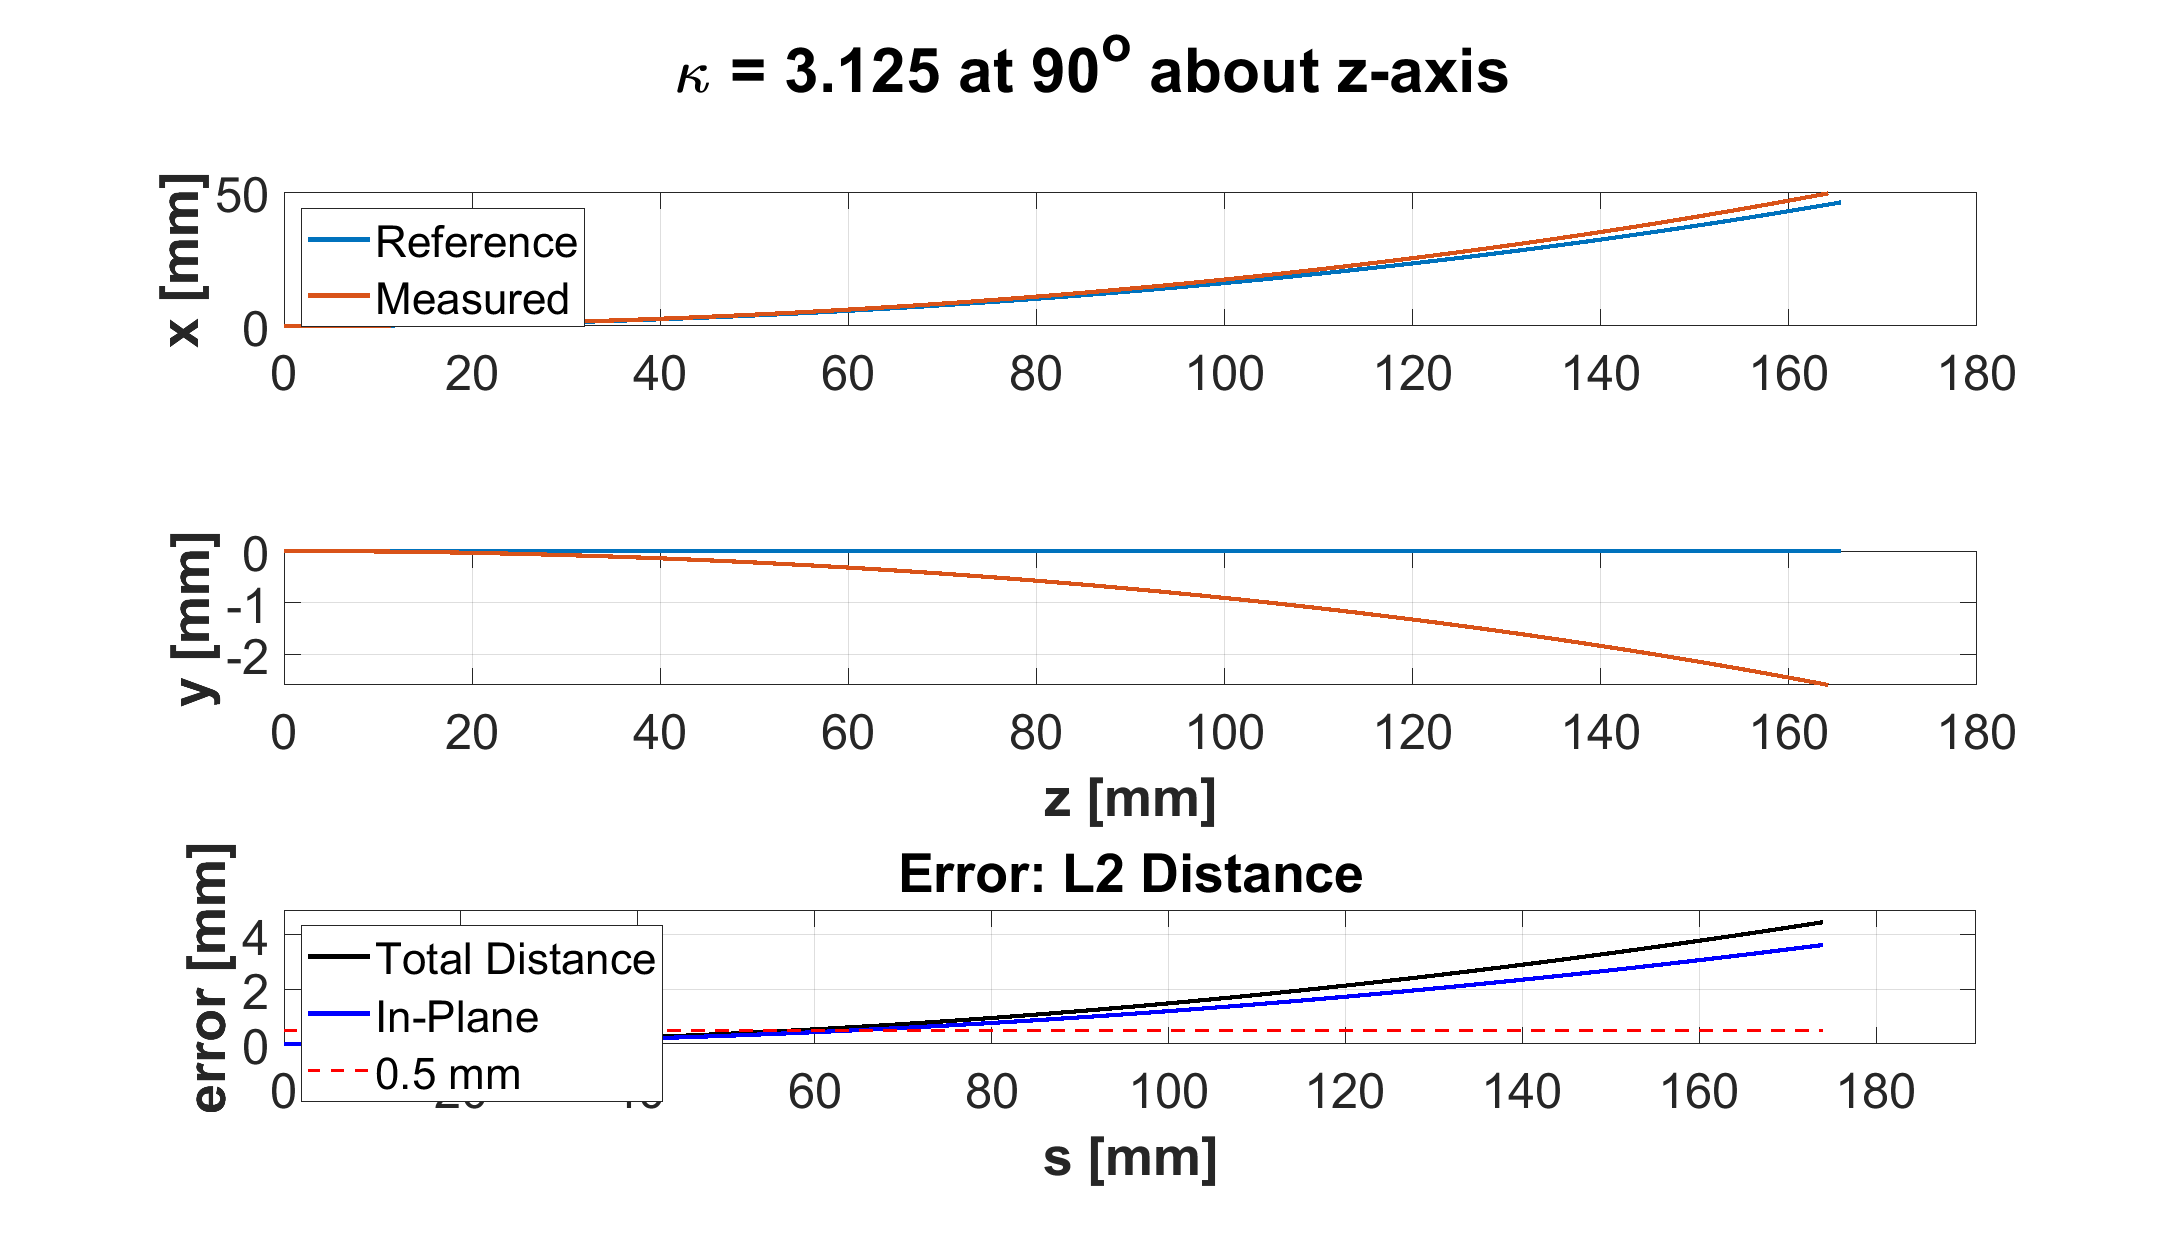 κ = 3.125 at 90° about z-axis
x [mm]
50
0
Reference
Measured
0 20 40 60 80 100 120 140 160 180
y [mm]
0
-1
-2
0 20 40 60 80 100 120 140 160 180
z [mm]
Error: L2 Distance
error [mm]
4
2
0
Total Distance
In-Plane
0.5 mm
0 20 40 60 80 100 120 140 160 180
s [mm]